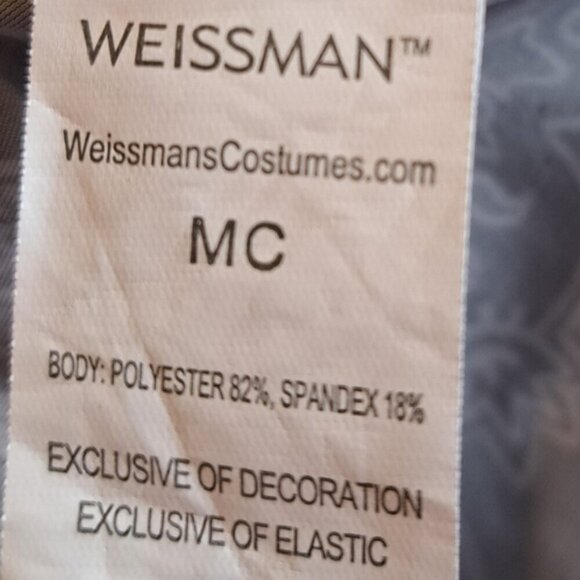 WEISSMAN™
WeissmansCostumes.com
MC
BODY: POLYESTER 82%, SPANDEX 18%
EXCLUSIVE OF DECORATION
EXCLUSIVE OF ELASTIC